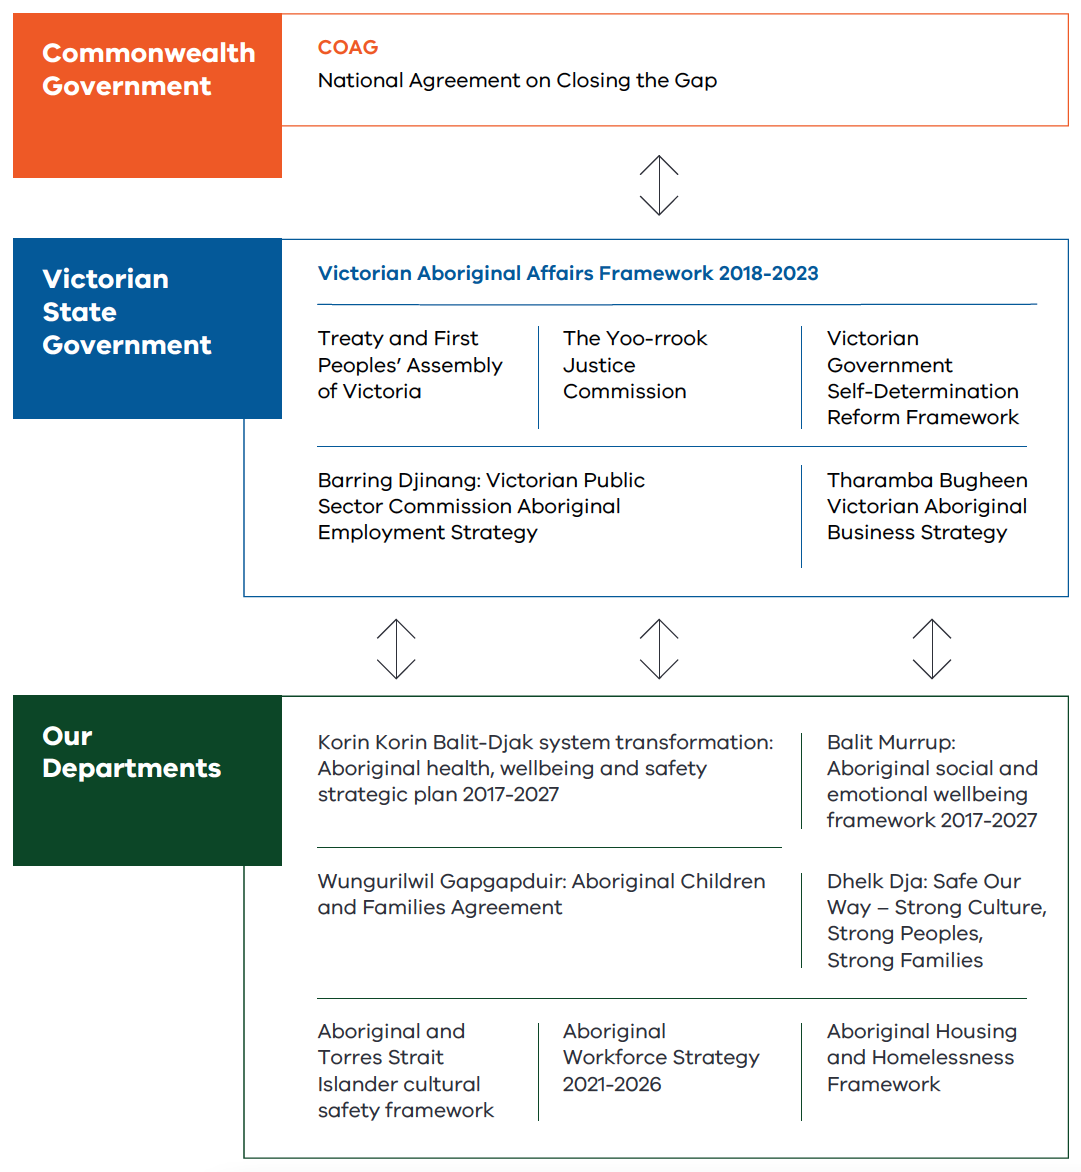 Commonwealth
Government
COAG
National Agreement on Closing the Gap
Victorian
State
Government
Victorian Aboriginal Affairs Framework 2018-2023
Treaty and First
Peoples’ Assembly
of Victoria
The Yoo-rrook
Justice
Commission
Victorian
Government
Self-Determination
Reform Framework
Barring Djinang: Victorian Public
Sector Commission Aboriginal
Employment Strategy
Tharamba Bugheen
Victorian Aboriginal
Business Strategy
Our
Departments
Korin Korin Balit-Djak system transformation:
Aboriginal health, wellbeing and safety
strategic plan 2017-2027
Balit Murrup:
Aboriginal social and
emotional wellbeing
framework 2017-2027
Wungurilwil Gapgapduir: Aboriginal Children
and Families Agreement
Dhelk Dja: Safe Our
Way – Strong Culture,
Strong Peoples,
Strong Families
Aboriginal and
Torres Strait
Islander cultural
safety framework
Aboriginal
Workforce Strategy
2021-2026
Aboriginal Housing
and Homelessness
Framework